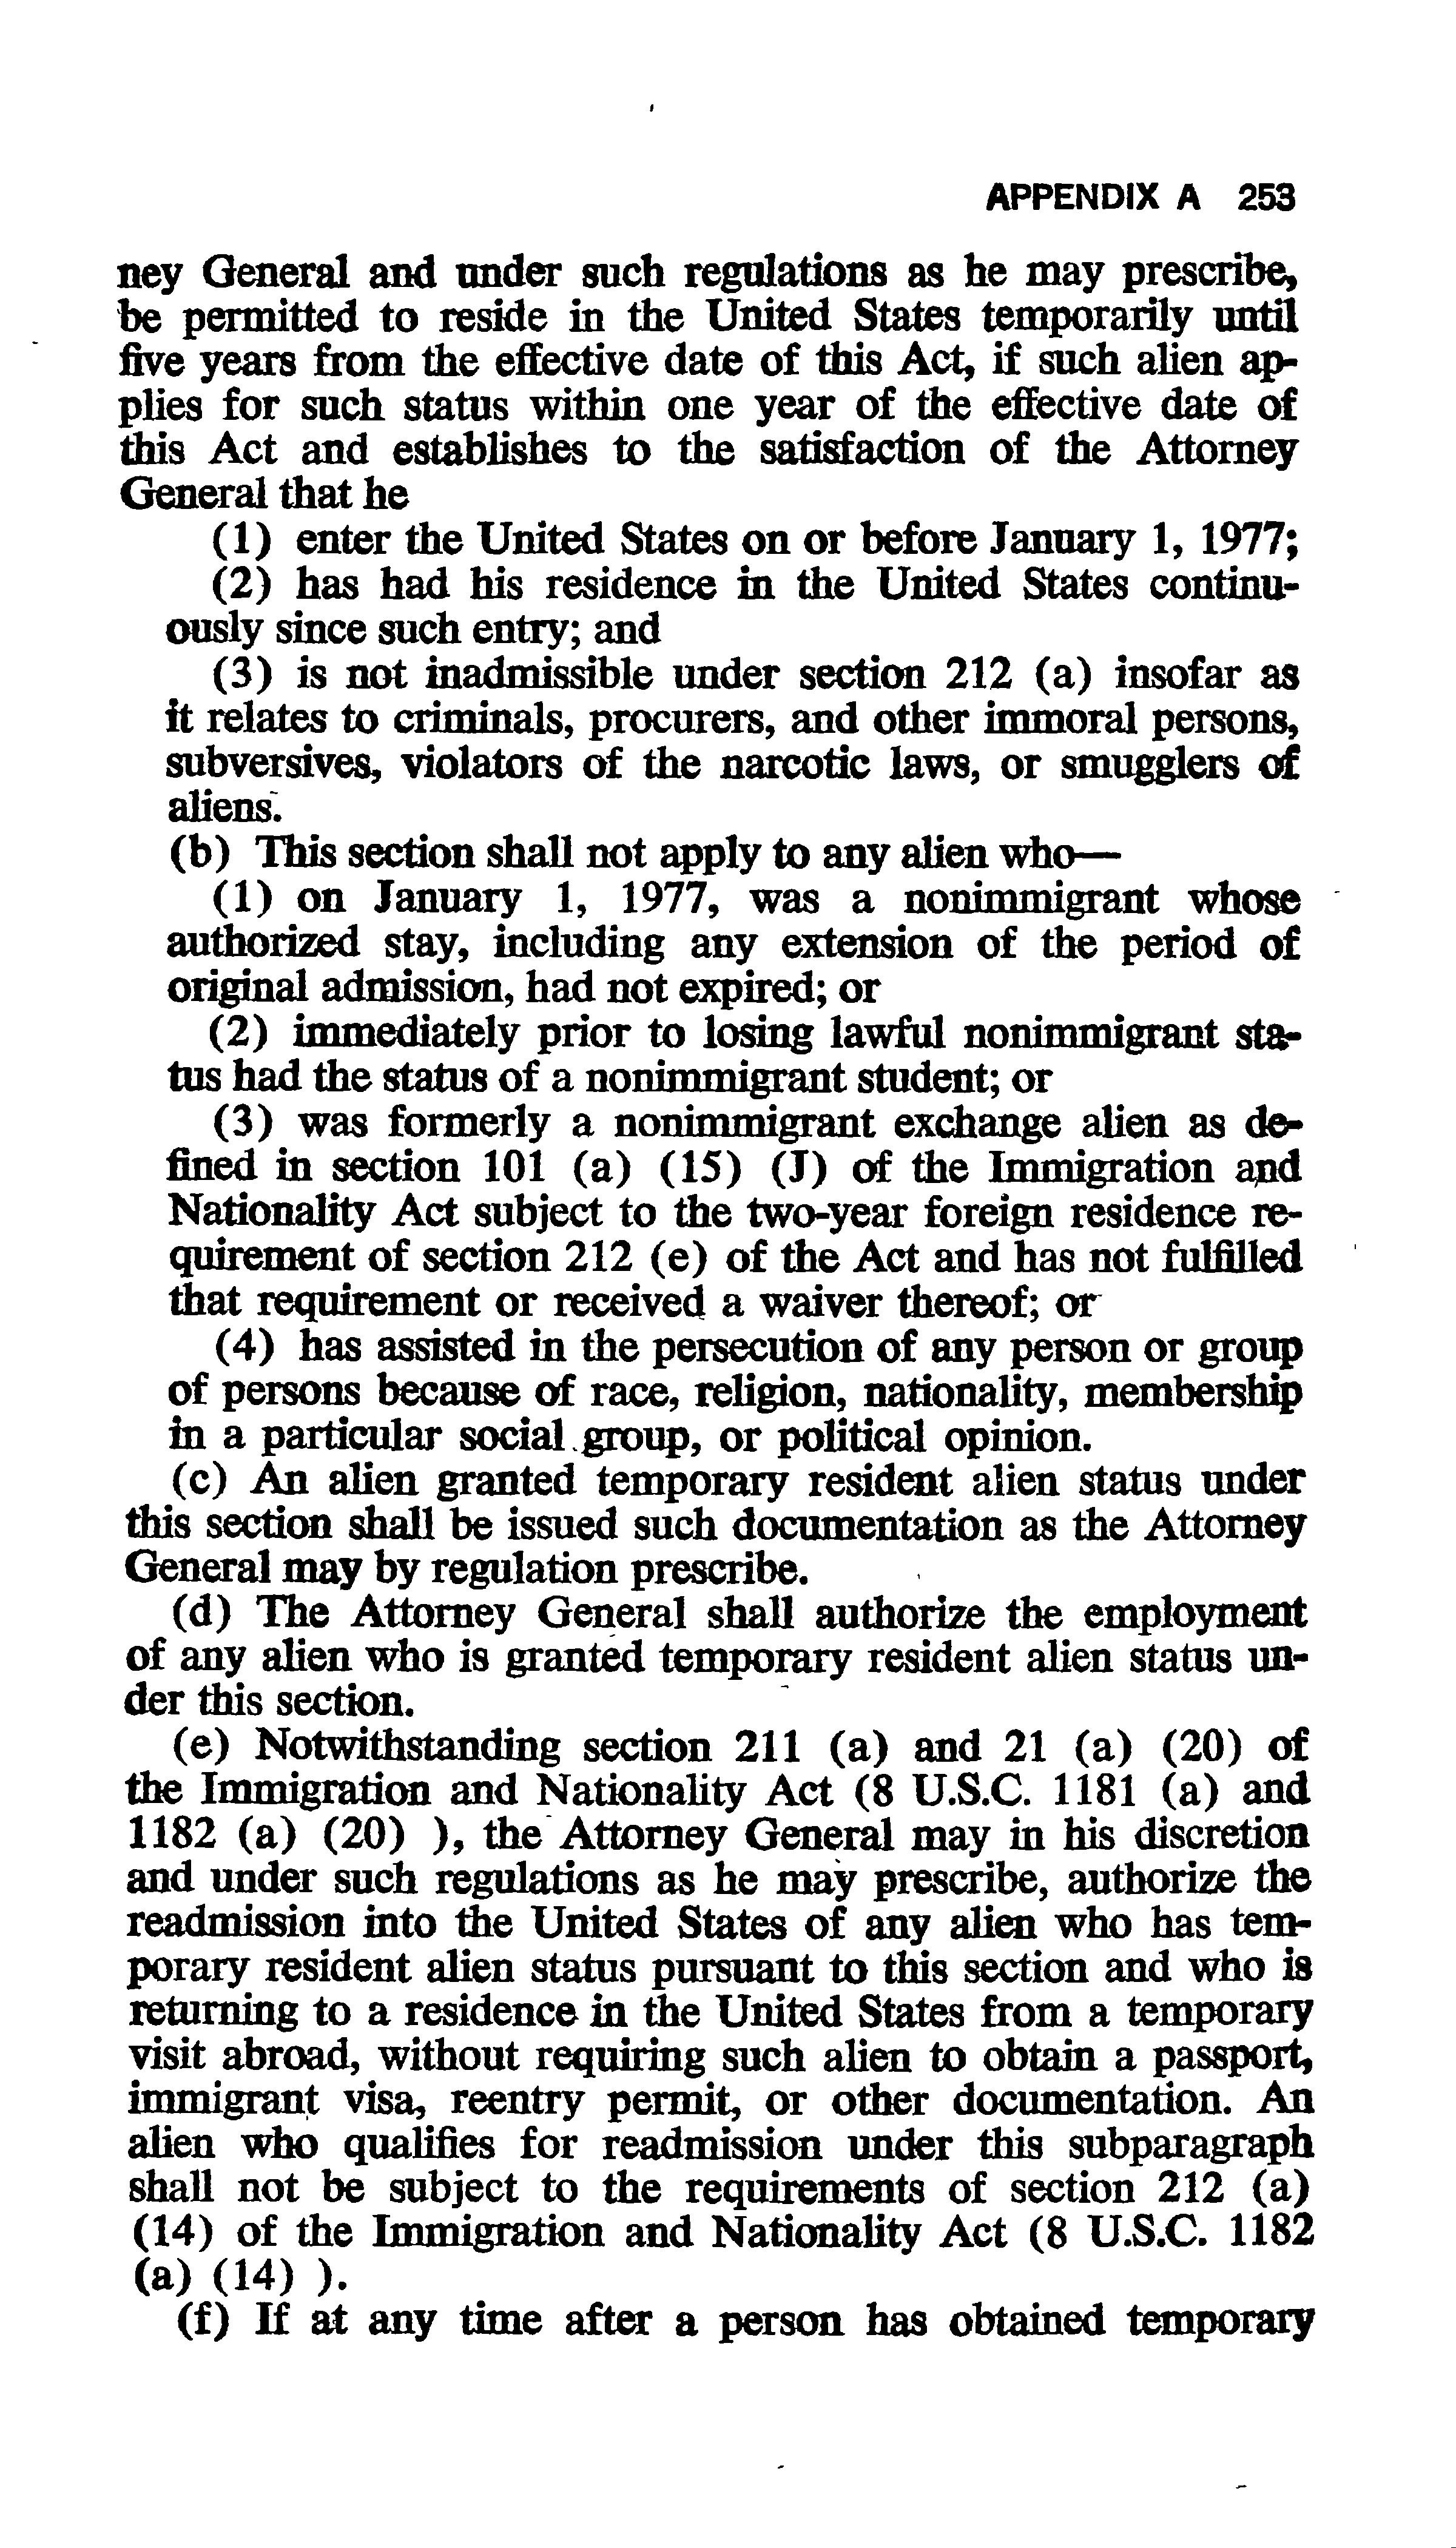 APPENDIX A 253
ney General and under such regulations as he may prescribe,
be permitted to reside in the United States temporarily until
five years from the effective date of this Act, if such alien ap-
plies for such status within one year of the effective date of
this Act and establishes to the satisfaction of the Attorney
General that he
(1) enter the United States on or before January 1, 1977;
(2) has had his residence in the United States continu-
ously since such entry; and
(3) is not inadmissible under section 212 (a) insofar as
it relates to criminals, procurers, and other immoral persons,
subversives, violators of the narcotic laws, or smugglers of
aliens.
(b) This section shall not apply to any alien who—
(1) on January 1, 1977, was a nonimmigrant whose
authorized stay, including any extension of the period of
original admission, had not expired; or
(2) immediately prior to losing lawful nonimmigrant sta-
tus had the status of a nonimmigrant student; or
(3) was formerly a nonimmigrant exchange alien as de-
fined in section 101 (a) (15) (J) of the Immigration and
Nationality Act subject to the two-year foreign residence re-
quirement of section 212 (e) of the Act and has not fulfilled
that requirement or received a waiver thereof; or
(4) has assisted in the persecution of any person or group
of persons because of race, religion, nationality, membership
in a particular social group, or political opinion.
(c) An alien granted temporary resident alien status under
this section shall be issued such documentation as the Attorney
General may by regulation prescribe.
(d) The Attorney General shall authorize the employment
of any alien who is granted temporary resident alien status un-
der this section.
(e) Notwithstanding section 211 (a) and 21 (a) (20) of
the Immigration and Nationality Act (8 U.S.C. 1181 (a) and
1182 (a) (20) ), the Attorney General may in his discretion
and under such regulations as he may prescribe, authorize the
readmission into the United States of any alien who has tem-
porary resident alien status pursuant to this section and who is
returning to a residence in the United States from a temporary
visit abroad, without requiring such alien to obtain a passport,
immigrant visa, reentry permit, or other documentation. An
alien who qualifies for readmission under this subparagraph
shall not be subject to the requirements of section 212 (a)
(14) of the Immigration and Nationality Act (8 U.S.C. 1182
(a) (14) ).
(f) If at any time after a person has obtained temporary